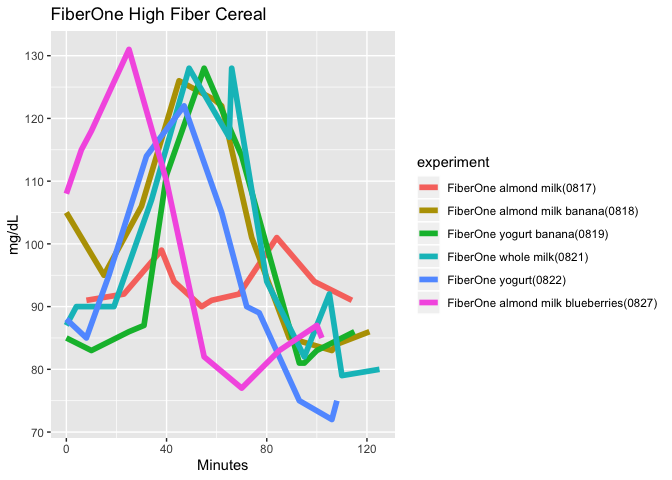 FiberOne High Fiber Cereal
130
120
110
100
90
80
70
mg/dL
0 40 80 120
Minutes
experiment
FiberOne almond milk(0817)
FiberOne almond milk banana(0818)
FiberOne yogurt banana(0819)
FiberOne whole milk(0821)
FiberOne yogurt(0822)
FiberOne almond milk blueberries(0827)